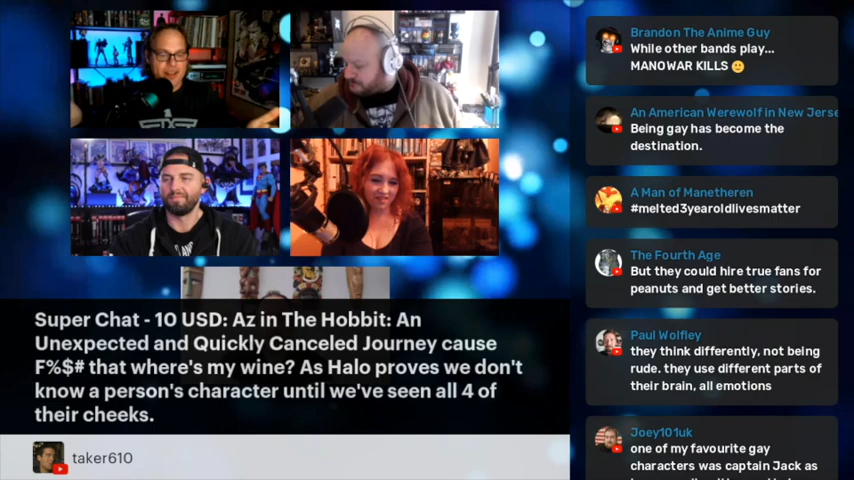 Super Chat - 10 USD: Az in The Hobbit: An
Unexpected and Quickly Canceled Journey cause
F%$# that where's my wine? As Halo proves we don't
know a person's character until we've seen all 4 of
their cheeks.
taker610
Brandon The Anime Guy
While other bands play...
MANOWAR KILLS 🙂
An American Werewolf in New Jerse
Being gay has become the
destination.
A Man of Manetheren
#melted3yearoldlivesmatter
The Fourth Age
But they could hire true fans for
peanuts and get better stories.
Paul Wolfley
they think differently, not being
rude. they use different parts of
their brain, all emotions
Joey101uk
one of my favourite gay
characters was captain Jack as